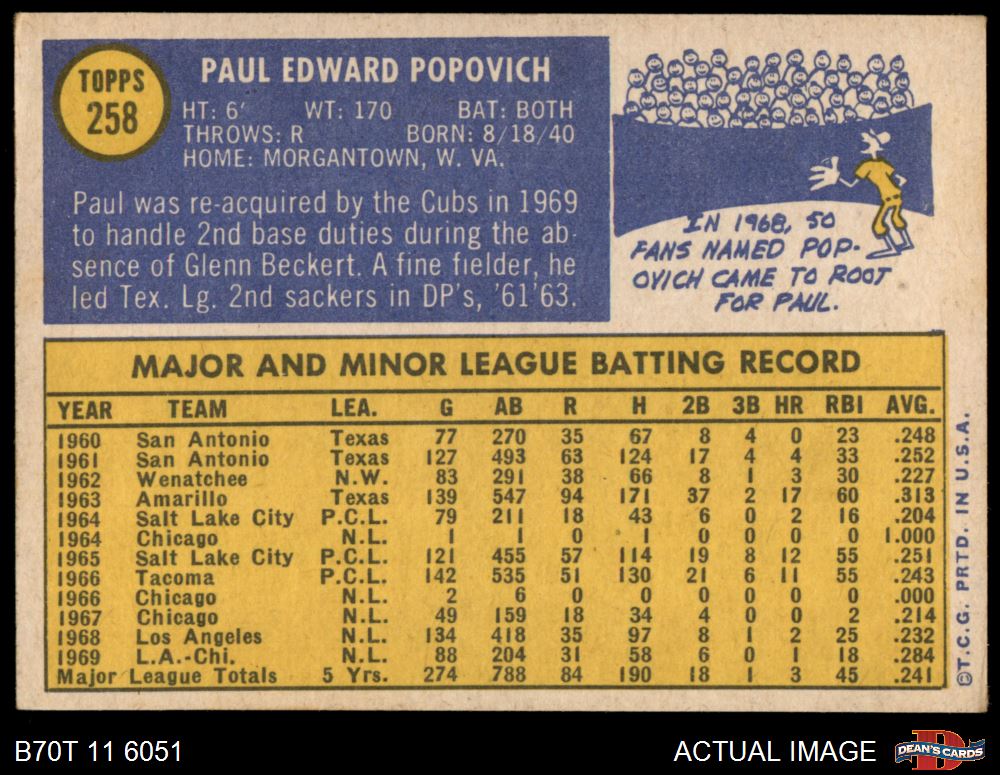 TOPPS
258
PAUL EDWARD POPOVICH
HT: 6' WT: 170 BAT: BOTH
THROWS: R BORN: 8/18/40
HOME: MORGANTOWN, W. VA.
Paul was re-acquired by the Cubs in 1969
to handle 2nd base duties during the ab-
sence of Glenn Beckert. A fine fielder, he
led Tex. Lg. 2nd sackers in DP's, '61'63.
IN 1968, 50
FANS NAMED POP-
OVICH CAME TO ROOT
FOR PAUL.
MAJOR AND MINOR LEAGUE BATTING RECORD
YEAR TEAM LEA. G AB R H 2B 3B HR RBI AVG.
1960 San Antonio Texas 77 270 35 67 8 4 0 23 .248
1961 San Antonio Texas 127 493 63 124 17 4 4 33 .252
1962 Wenatchee N.W. 83 291 38 66 8 1 3 30 .227
1963 Amarillo Texas 139 547 94 171 37 2 17 60 .313
1964 Salt Lake City P.C.L. 79 211 18 43 6 0 2 16 .204
1964 Chicago N.L. 1 1 0 1 0 0 0 0 1.000
1965 Salt Lake City P.C.L. 121 455 57 114 19 8 12 55 .251
1966 Tacoma P.C.L. 142 535 51 130 21 6 11 55 .243
1966 Chicago N.L. 2 6 0 0 0 0 0 0 .000
1967 Chicago N.L. 49 159 18 34 4 0 0 2 .214
1968 Los Angeles N.L. 134 418 35 97 8 1 2 25 .232
1969 L.A.-Chi. N.L. 88 204 31 58 6 0 1 18 .284
Major League Totals 5 Yrs. 274 788 84 190 18 1 3 45 .241
©T.C.G. PRTD. IN U.S.A.
B70T 11 6051
ACTUAL IMAGE
D
DEAN'S CARDS